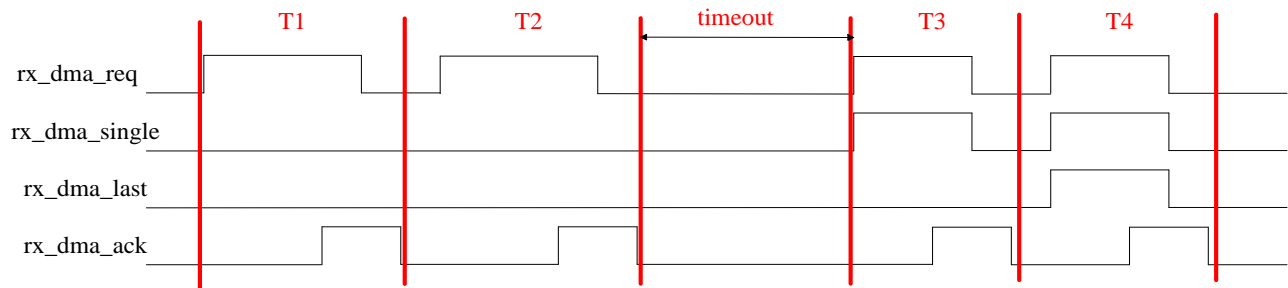 T1 T2 timeout T3 T4
rx_dma_req
rx_dma_single
rx_dma_last
rx_dma_ack